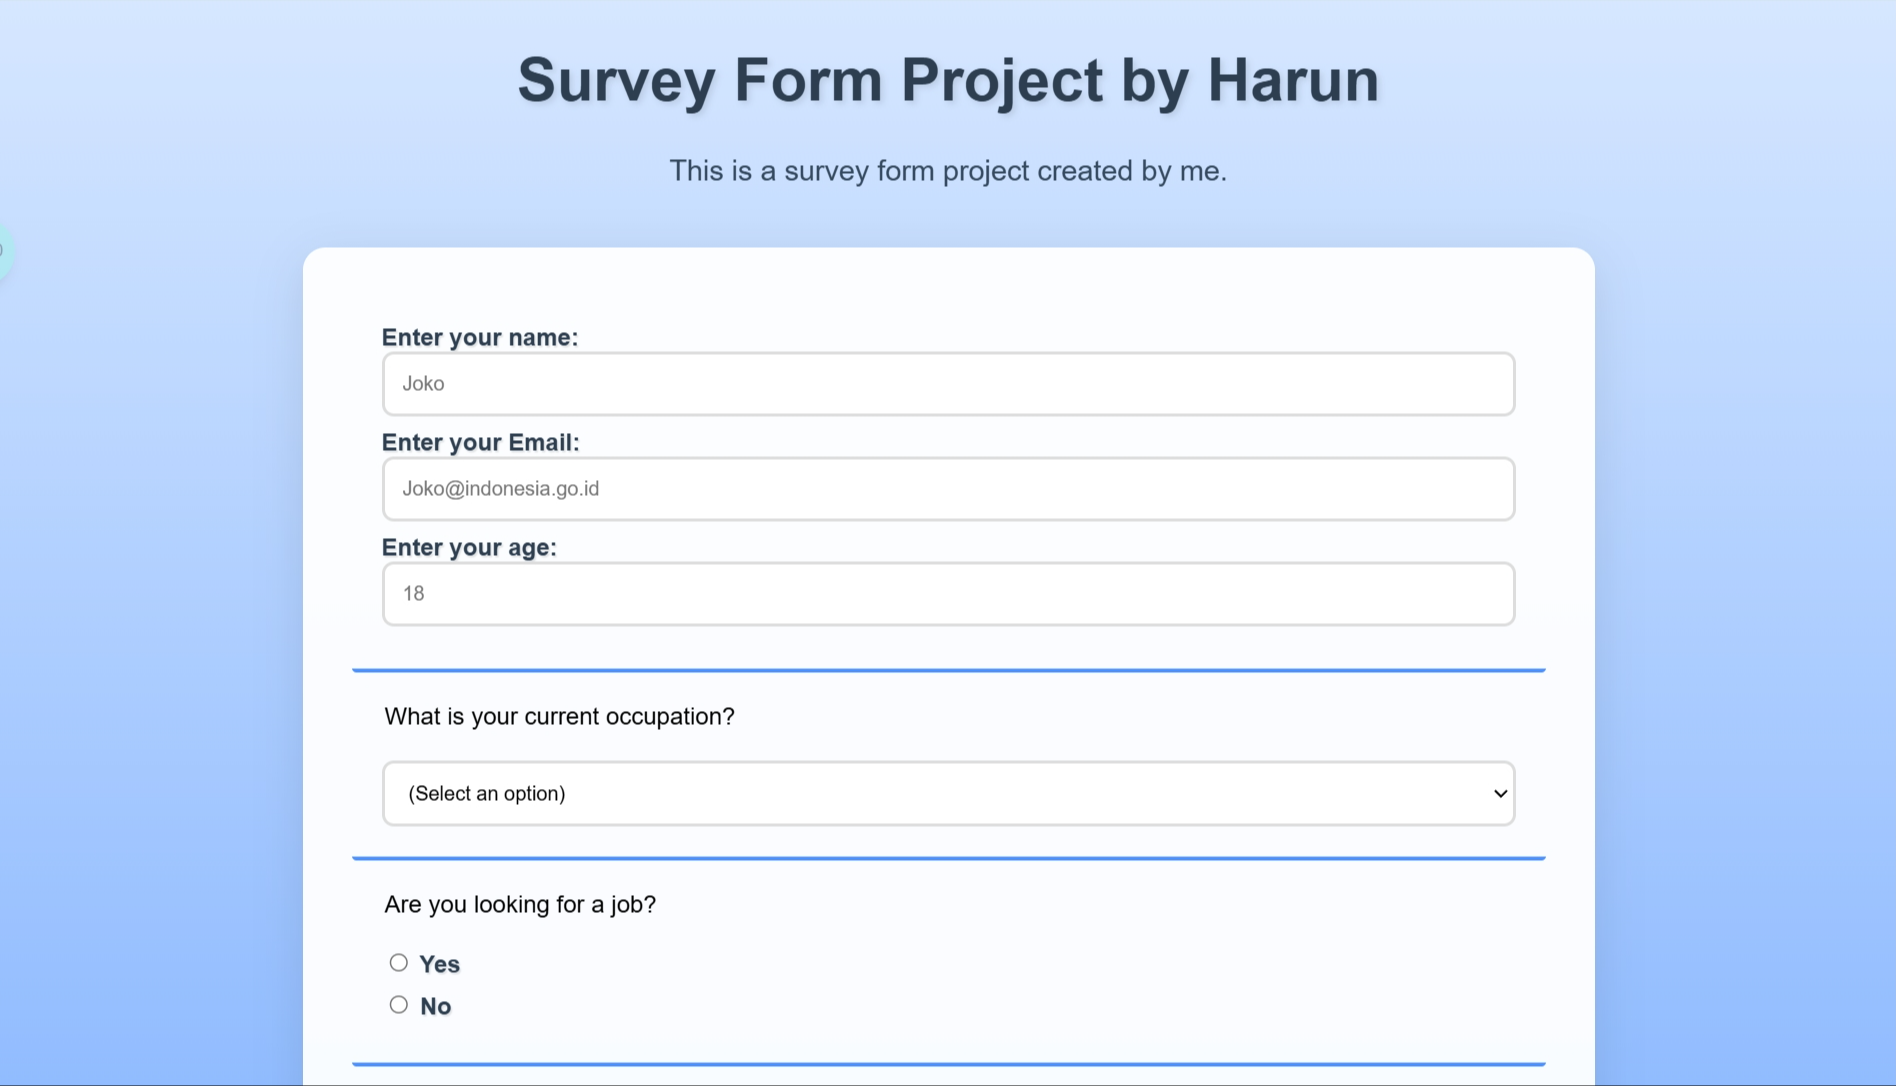 Survey Form Project by Harun
This is a survey form project created by me.
Enter your name:
Joko
Enter your Email:
Joko@indonesia.go.id
Enter your age:
18
What is your current occupation?
(Select an option)
Are you looking for a job?
Yes
No